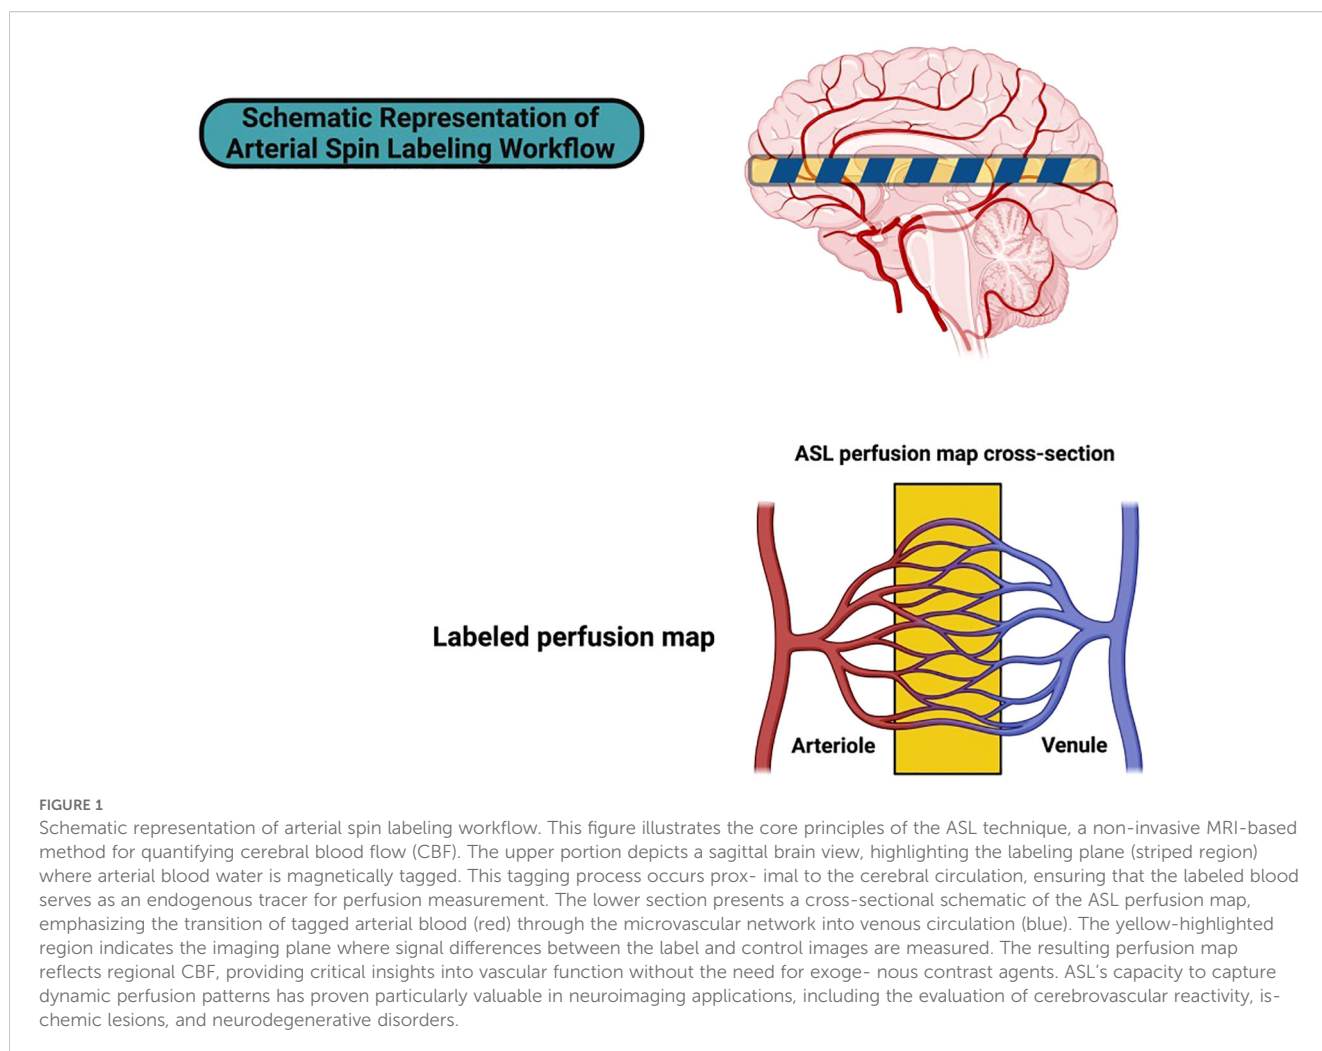 Schematic Representation of
Arterial Spin Labeling Workflow
ASL perfusion map cross-section
Labeled perfusion map
Arteriole
Venule
FIGURE 1
Schematic representation of arterial spin labeling workflow. This figure illustrates the core principles of the ASL technique, a non-invasive MRI-based
method for quantifying cerebral blood flow (CBF). The upper portion depicts a sagittal brain view, highlighting the labeling plane (striped region)
where arterial blood water is magnetically tagged. This tagging process occurs prox- imal to the cerebral circulation, ensuring that the labeled blood
serves as an endogenous tracer for perfusion measurement. The lower section presents a cross-sectional schematic of the ASL perfusion map,
emphasizing the transition of tagged arterial blood (red) through the microvascular network into venous circulation (blue). The yellow-highlighted
region indicates the imaging plane where signal differences between the label and control images are measured. The resulting perfusion map
reflects regional CBF, providing critical insights into vascular function without the need for exoge- nous contrast agents. ASL's capacity to capture
dynamic perfusion patterns has proven particularly valuable in neuroimaging applications, including the evaluation of cerebrovascular reactivity, is-
chemic lesions, and neurodegenerative disorders.